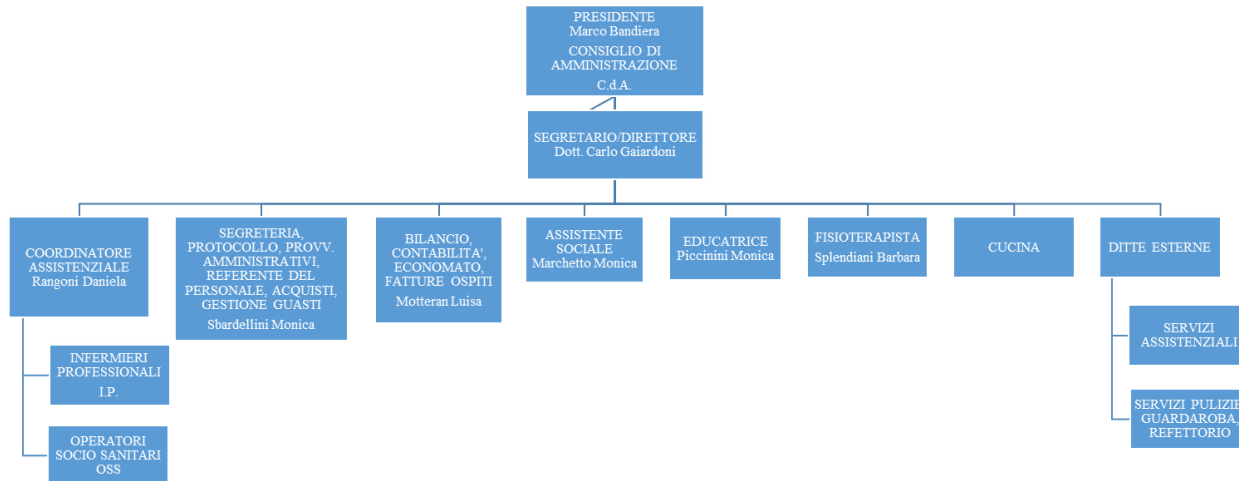 PRESIDENTE
Marco Bandiera
CONSIGLIO DI
AMMINISTRAZIONE
C.d.A.
SEGRETARIO/DIRETTORE
Dott. Carlo Gaiardoni
COORDINATORE
ASSISTENZIALE
Rangoni Daniela
SEGRETERIA,
PROTOCOLLO, PROVV.
AMMINISTRATIVI,
REFERENTE DEL
PERSONALE, ACQUISTI,
GESTIONE GUASTI
Sbardellini Monica
BILANCIO,
CONTABILITA',
ECONOMATO,
FATTURE OSPITI
Motteran Luisa
ASSISTENTE
SOCIALE
Marchetto Monica
EDUCATRICE
Piccinini Monica
FISIOTERAPISTA
Splendiani Barbara
CUCINA
DITTE ESTERNE
INFERMIERI
PROFESSIONALI
I.P.
OPERATORI
SOCIO SANITARI
OSS
SERVIZI
ASSISTENZIALI
SERVIZI PULIZIE,
GUARDAROBA,
REFETTORIO